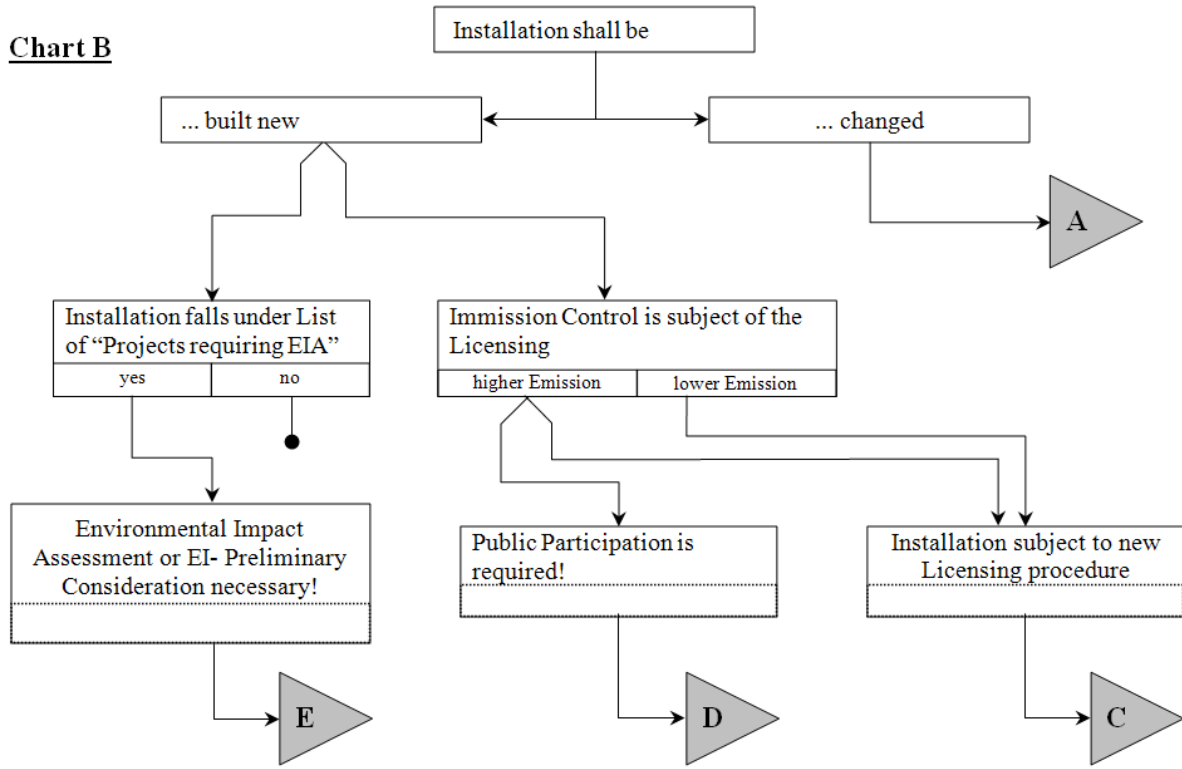 Chart B
Installation shall be
... built new
... changed
A
Installation falls under List
of “Projects requiring EIA”
yes
no
Immission Control is subject of the
Licensing
higher Emission
lower Emission
Environmental Impact
Assessment or EI- Preliminary
Consideration necessary!
Public Participation is
required!
Installation subject to new
Licensing procedure
E
D
C